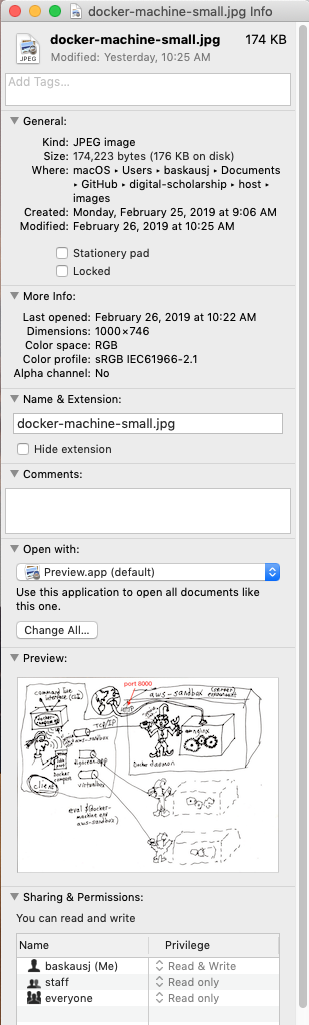 docker-machine-small.jpg Info
JPEG
docker-machine-small.jpg 174 KB
Modified: Yesterday, 10:25 AM
Add Tags...
General:
Kind: JPEG image
Size: 174,223 bytes (176 KB on disk)
Where: macOS ▸ Users ▸ baskausj ▸ Documents
▸ GitHub ▸ digital-scholarship ▸ host ▸
images
Created: Monday, February 25, 2019 at 9:06 AM
Modified: February 26, 2019 at 10:25 AM
Stationery pad
Locked
More Info:
Last opened: February 26, 2019 at 10:22 AM
Dimensions: 1000×746
Color space: RGB
Color profile: sRGB IEC61966-2.1
Alpha channel: No
Name & Extension:
docker-machine-small.jpg
Hide extension
Comments:
Open with:
Preview.app (default)
Use this application to open all documents like
this one.
Change All...
Preview:
port 8000
command line
interface (CLI)
aws-sandbox
HTTP
TCP/IP
aws-sandbox
digocean.app
virtualbox
docker
compose
client
Docker daemon
eval $(docker-
machine env
aws-sandbox)
Sharing & Permissions:
You can read and write
Name Privilege
baskausj (Me) Read & Write
staff Read only
everyone Read only